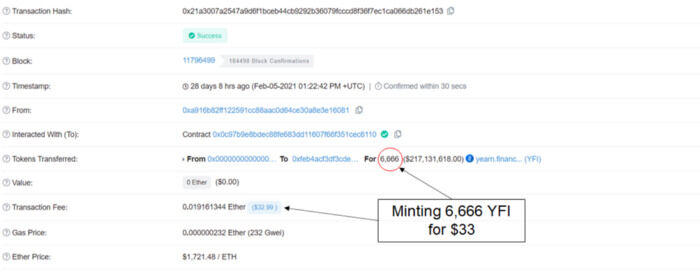 Transaction Hash: 0x21a3007a2547a9d6f1bceb44cb9292b36079fcccd8f36f7ec1ca066db261e153
Status: Success
Block: 11796499 184498 Block Confirmations
Timestamp: 28 days 8 hrs ago (Feb-05-2021 01:22:42 PM +UTC) | Confirmed within 30 secs
From: 0xa916b82ff122591cc88aac0d64ce30a8e3e16081
Interacted With (To): Contract 0x0c97b9e8bdec88fe683dd11607f66f351cec6110
Tokens Transferred: From 0x0000000000000... To 0xfeb4acf3df3cde... For 6,666 ($217,131,618.00) yearn.financ... (YFI)
Value: 0 Ether ($0.00)
Transaction Fee: 0.019161344 Ether ($32.99)
Minting 6,666 YFI
for $33
Gas Price: 0.000000232 Ether (232 Gwei)
Ether Price: $1,721.48 / ETH